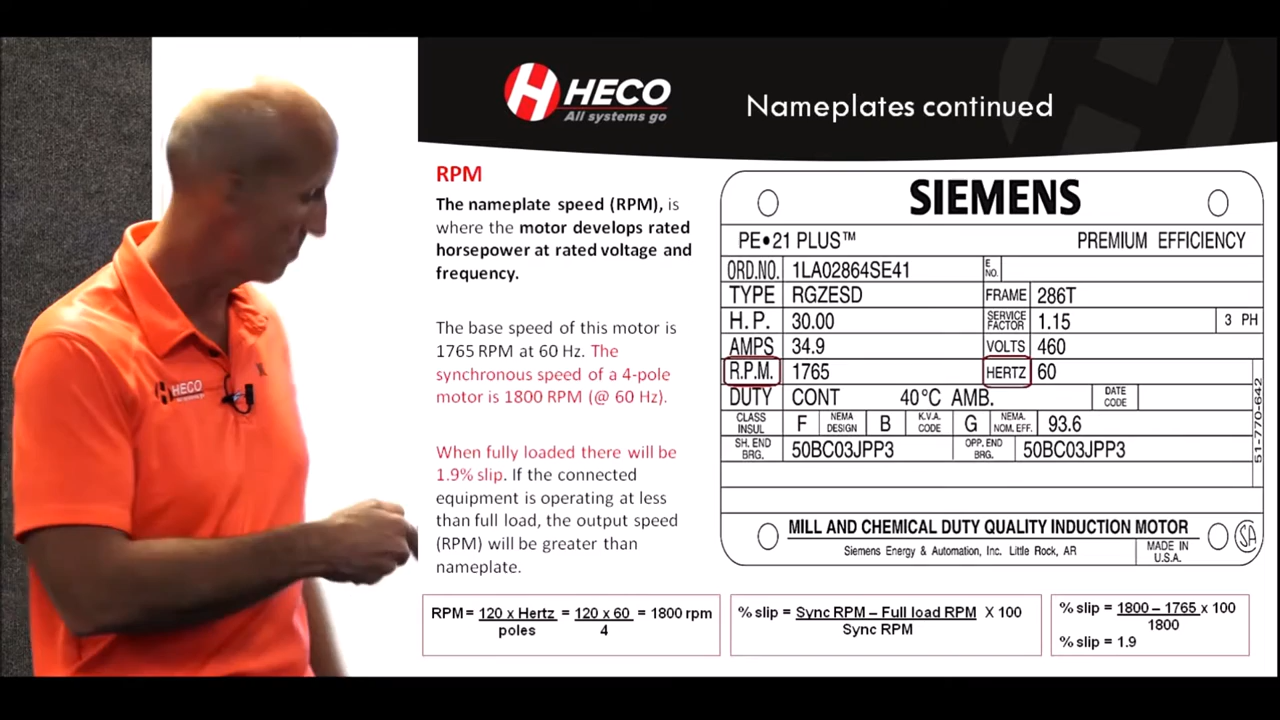 HECO
All systems go
Nameplates continued
RPM
The nameplate speed (RPM), is
where the motor develops rated
horsepower at rated voltage and
frequency.
The base speed of this motor is
1765 RPM at 60 Hz. The
synchronous speed of a 4-pole
motor is 1800 RPM (@ 60 Hz).
When fully loaded there will be
1.9% slip. If the connected
equipment is operating at less
than full load, the output speed
(RPM) will be greater than
nameplate.
SIEMENS
PE•21 PLUS™ PREMIUM EFFICIENCY
ORD.NO. 1LA02864SE41 E NO.
TYPE RGZESD FRAME 286T
H.P. 30.00 SERVICE FACTOR 1.15 3 PH
AMPS 34.9 VOLTS 460
R.P.M. 1765 HERTZ 60
DUTY CONT 40°C AMB. DATE CODE
CLASS INSUL F NEMA DESIGN B K.V.A. CODE G NEMA. NOM. EFF. 93.6
SH. END BRG. 50BC03JPP3 OPP. END BRG. 50BC03JPP3
51-770-642
MILL AND CHEMICAL DUTY QUALITY INDUCTION MOTOR
Siemens Energy & Automation, Inc. Little Rock, AR
MADE IN U.S.A.
SA
RPM = 120 x Hertz = 120 x 60 = 1800 rpm
poles 4
% slip = Sync RPM – Full load RPM X 100
Sync RPM
% slip = 1800 – 1765 x 100
1800
% slip = 1.9
HECO
All systems go